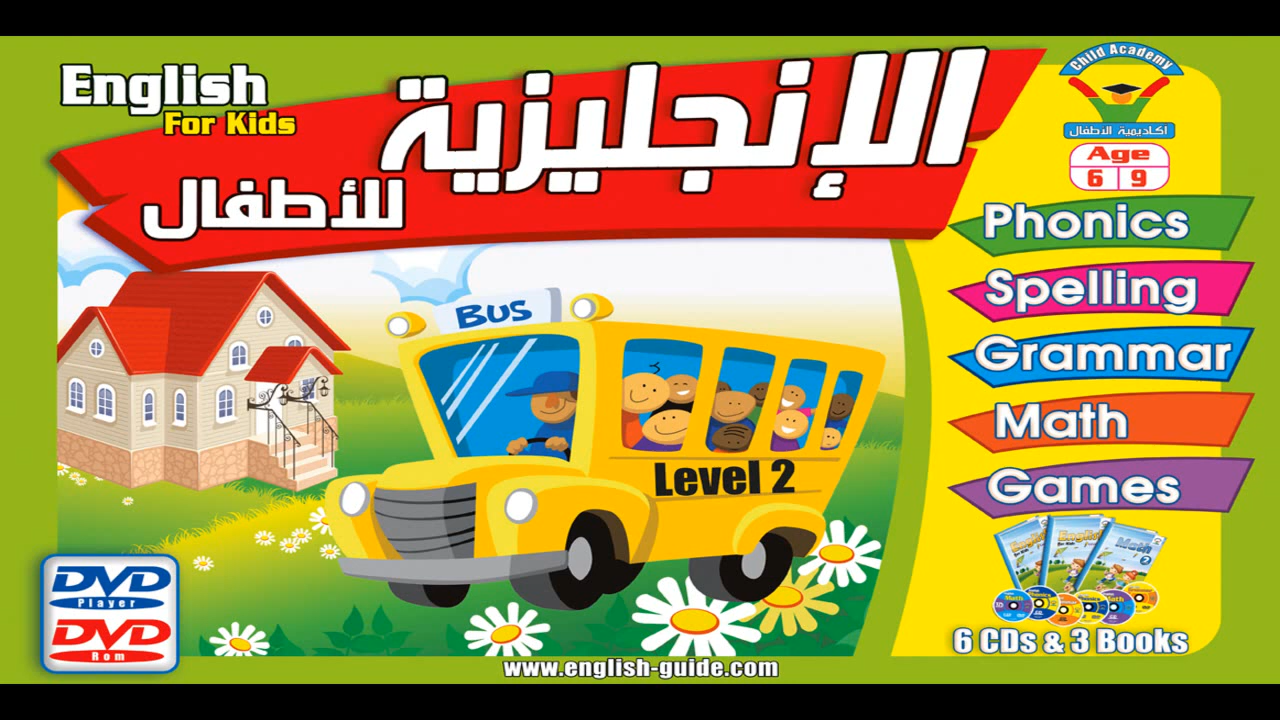 English
For Kids
الإنجليزية
للأطفال
Child Academy
اكاديمية الاطفال
Age
6 9
Phonics
Spelling
Grammar
Math
Games
BUS
Level 2
DVD
Player
DVD
Rom
6 CDs & 3 Books
www.english-guide.com